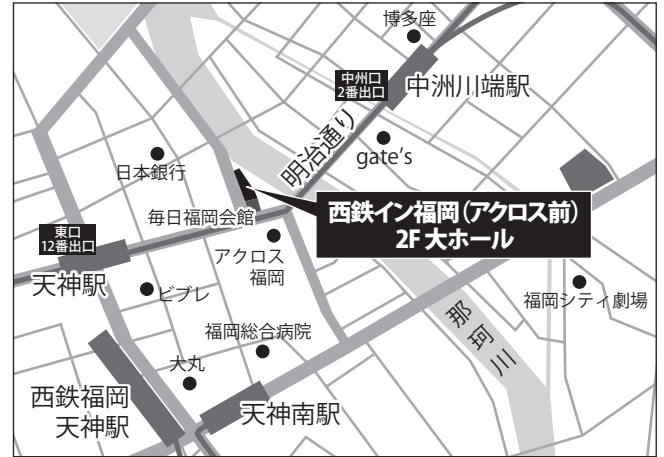 博多座
中州口
2番出口
中洲川端駅
明治通り
gate's
日本銀行
毎日福岡会館
西鉄イン福岡（アクロス前）
2F 大ホール
東口
12番出口
天神駅
アクロス
福岡
ビブレ
福岡シティ劇場
那珂川
福岡総合病院
大丸
西鉄福岡
天神駅
天神南駅